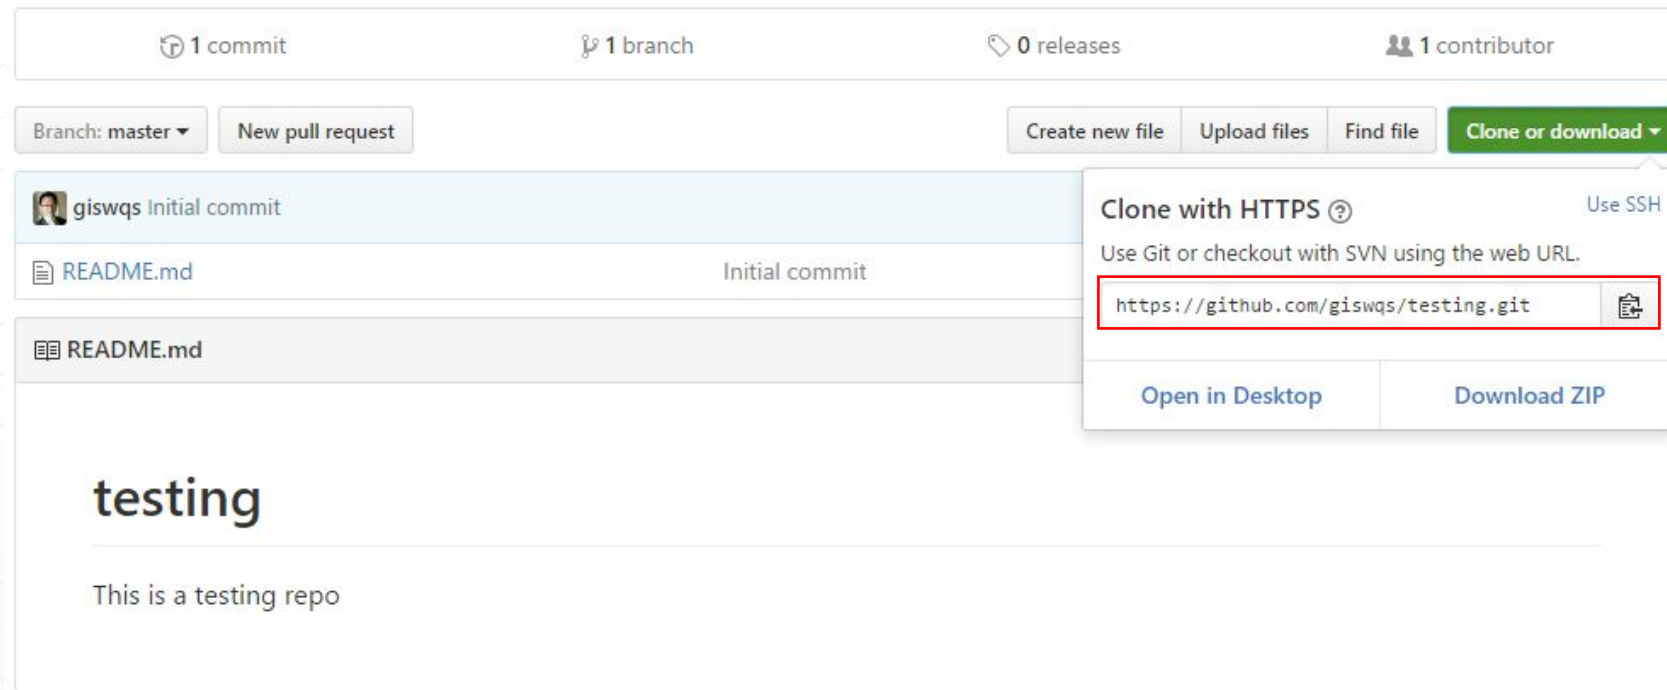 1 commit 1 branch 0 releases 1 contributor
Branch: master New pull request Create new file Upload files Find file Clone or download
giswqs Initial commit
README.md Initial commit
Clone with HTTPS Use SSH
Use Git or checkout with SVN using the web URL.
https://github.com/giswqs/testing.git
Open in Desktop Download ZIP
README.md
testing
This is a testing repo